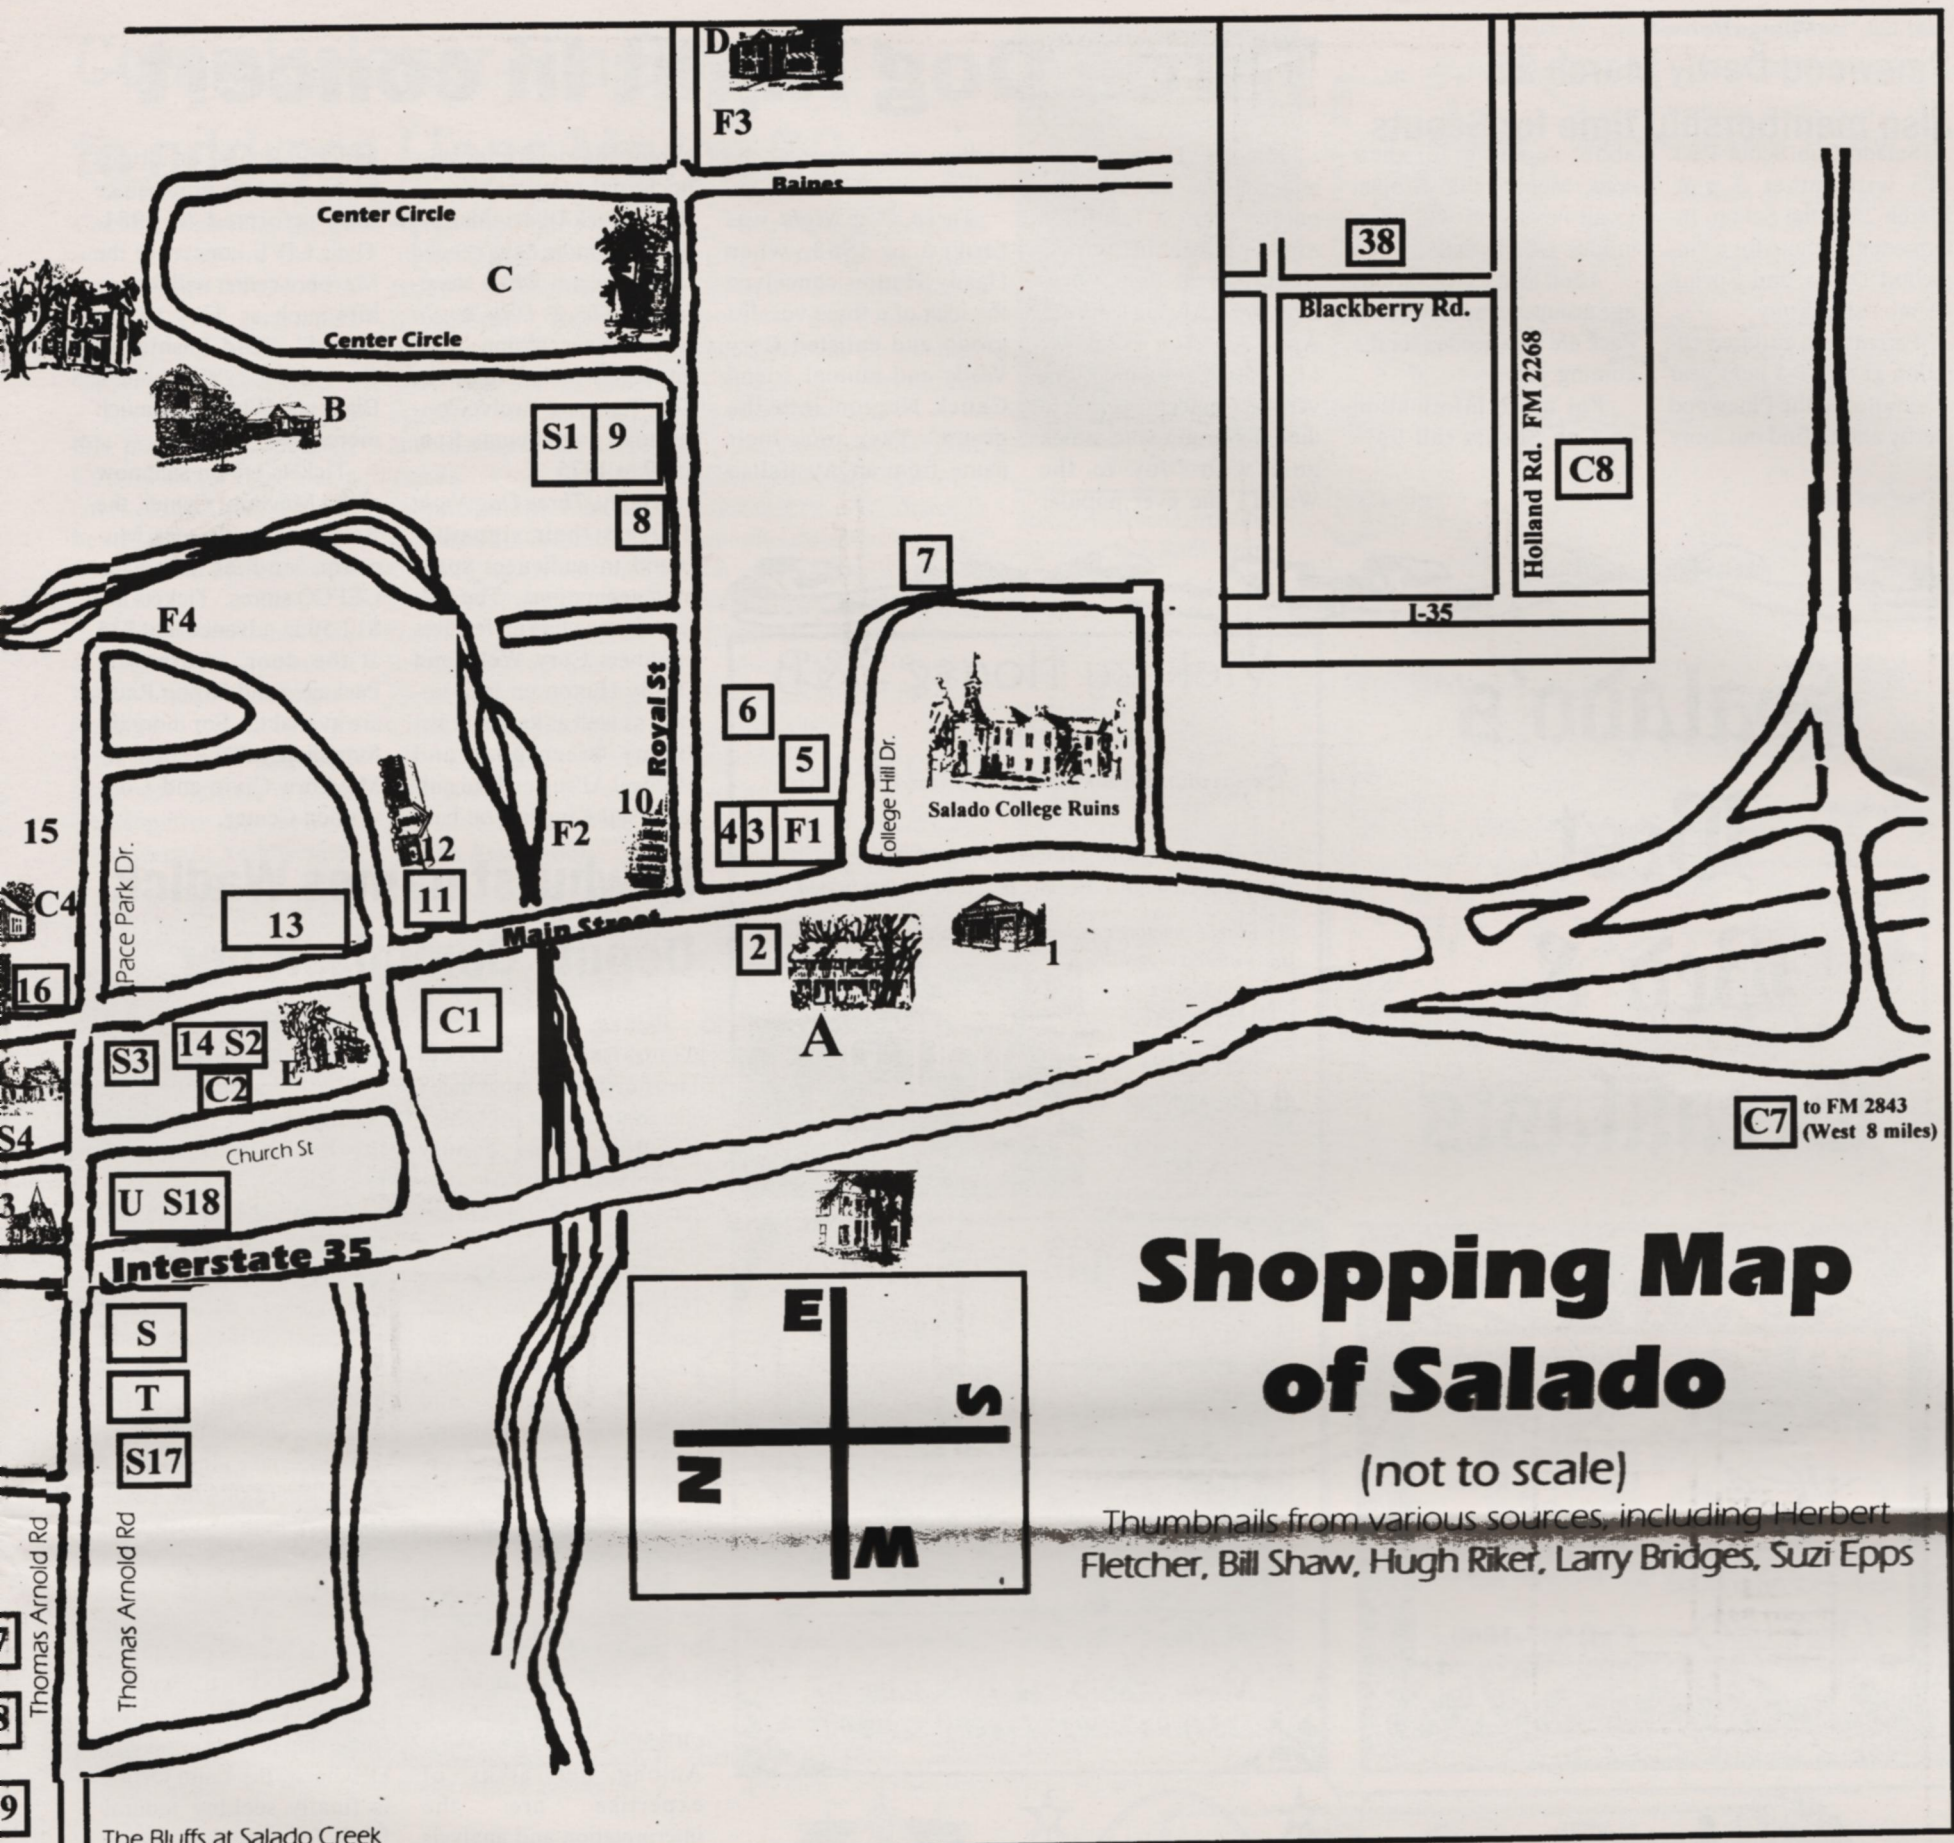 D
F3
Baines
Center Circle
C
38
Blackberry Rd.
Center Circle
B
Holland Rd. FM 2268
S1 9
C8
8
7
F4
I-35
Royal St
6
5
College Hill Dr.
Salado College Ruins
10
4 3 F1
F2
15
12
A Pace Park Dr.
C4
11
13
Main Street
2
1
16
C1
A
S3
14 S2
E
C2
C7
to FM 2843
(West 8 miles)
S4
Church St
3
U S18
Interstate 35
Shopping Map
of Salado
(not to scale)
Thumbnails from various sources, including Herbert
Fletcher, Bill Shaw, Hugh Riker, Larry Bridges, Suzi Epps
E
S
N
W
S
T
S17
Thomas Arnold Rd
Thomas Arnold Rd
7
8
9
The Bluffs at Salado Creek